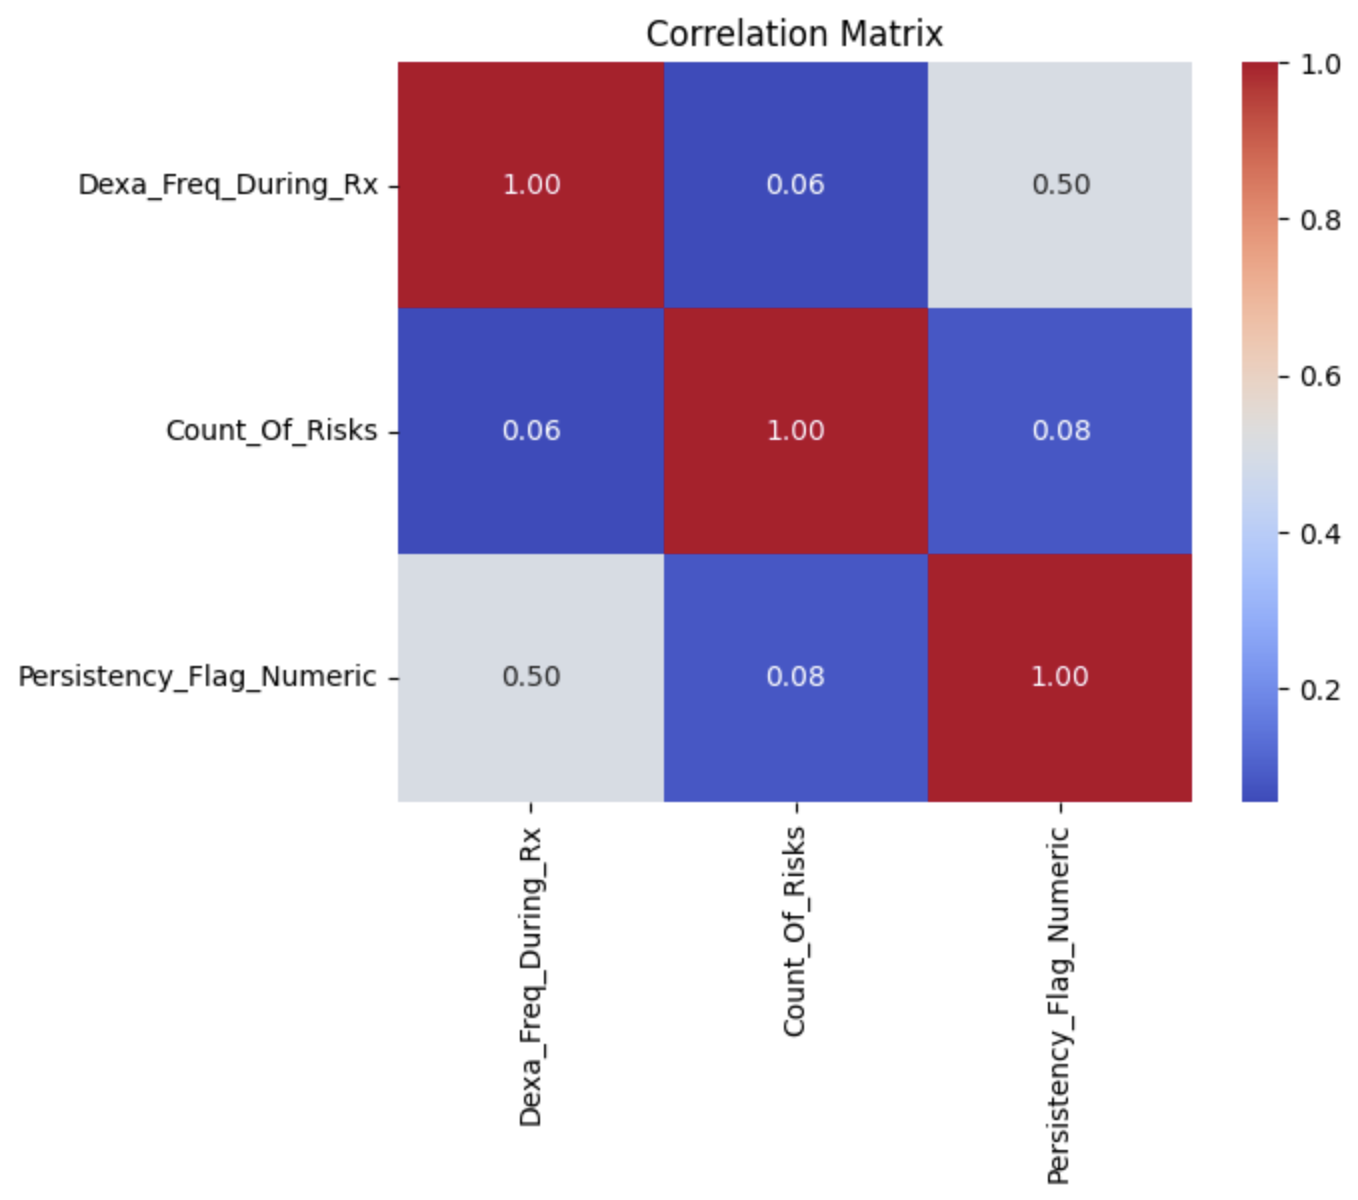 Correlation Matrix
Dexa_Freq_During_Rx
1.00
0.06
0.50
Count_Of_Risks
0.06
1.00
0.08
Persistency_Flag_Numeric
0.50
0.08
1.00
Dexa_Freq_During_Rx
Count_Of_Risks
Persistency_Flag_Numeric
1.0
0.8
0.6
0.4
0.2